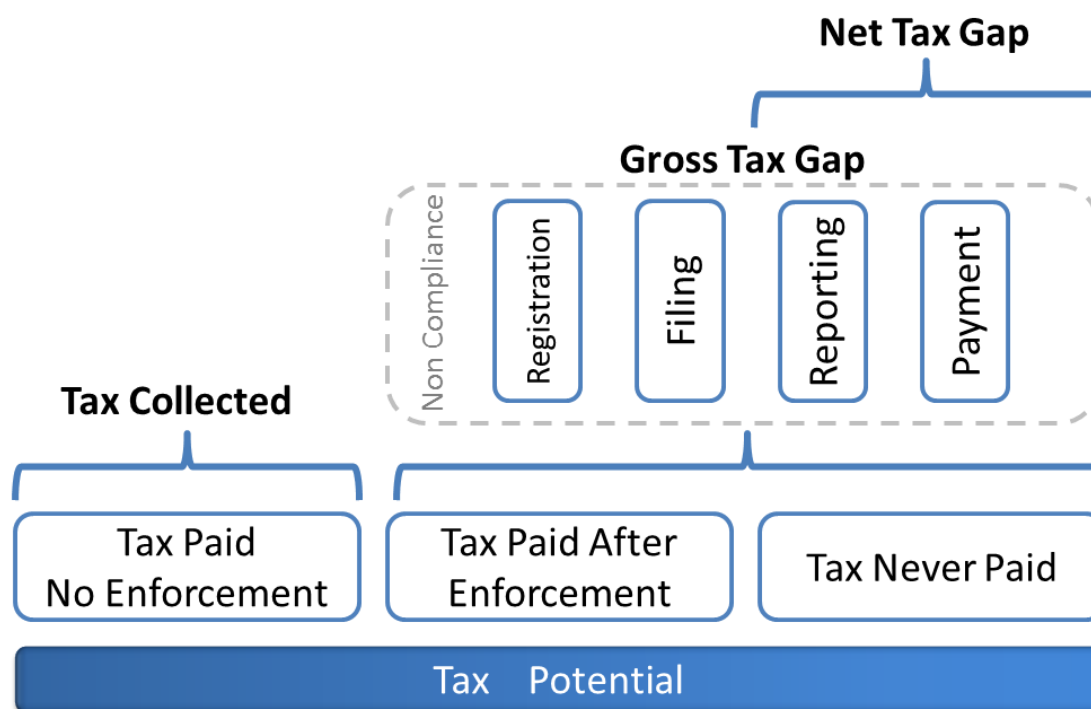 Net Tax Gap
Gross Tax Gap
Non Compliance
Registration
Filing
Reporting
Payment
Tax Collected
Tax Paid
No Enforcement
Tax Paid After
Enforcement
Tax Never Paid
Tax Potential